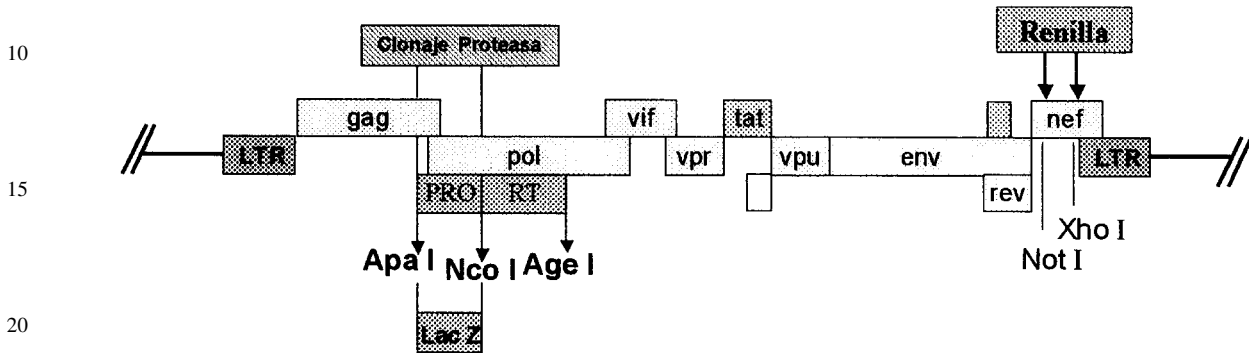 10
Clonaje Proteasa
Renilla
gag
vif
tat
nef
LTR
pol
vpr
vpu
env
LTR
15
PRO
RT
rev
Apa I
Nco I
Age I
Xho I
Not I
20
Lac Z